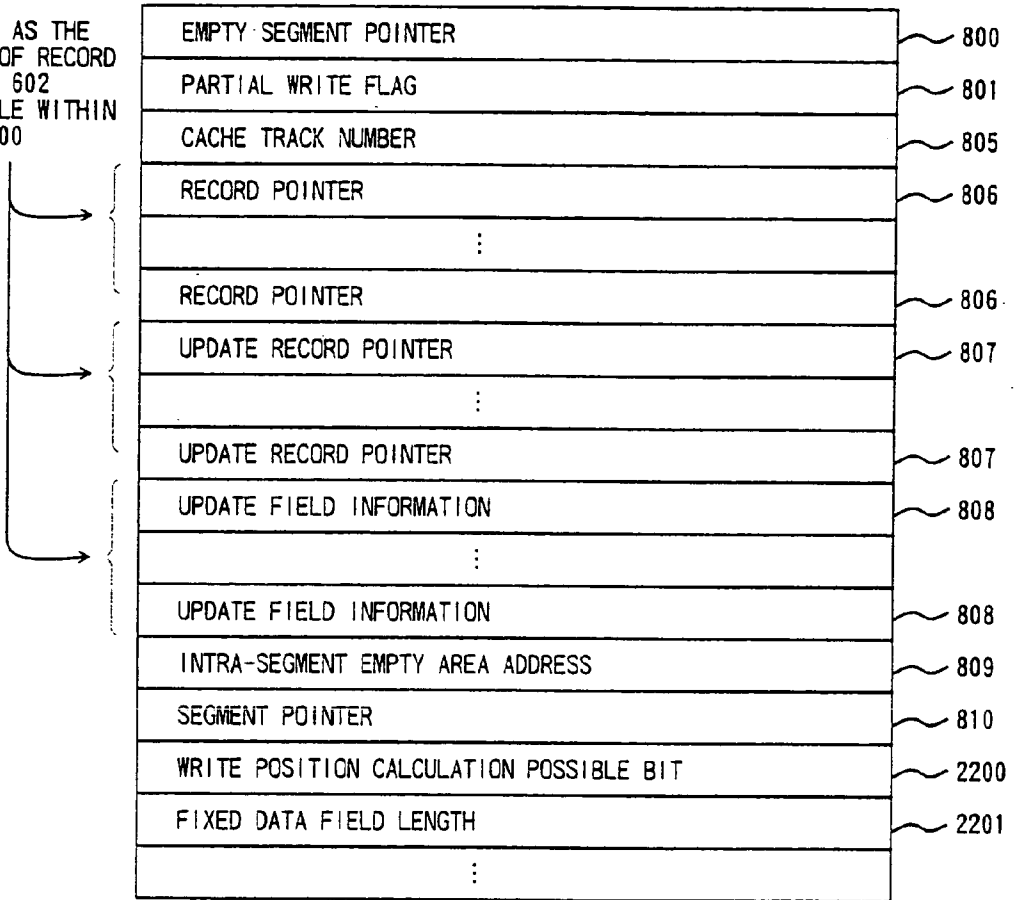 AS THE
OF RECORD
602
LE WITHIN
00
EMPTY SEGMENT POINTER 800
PARTIAL WRITE FLAG 801
CACHE TRACK NUMBER 805
RECORD POINTER 806
⋮
RECORD POINTER 806
UPDATE RECORD POINTER 807
⋮
UPDATE RECORD POINTER 807
UPDATE FIELD INFORMATION 808
⋮
UPDATE FIELD INFORMATION 808
INTRA-SEGMENT EMPTY AREA ADDRESS 809
SEGMENT POINTER 810
WRITE POSITION CALCULATION POSSIBLE BIT 2200
FIXED DATA FIELD LENGTH 2201
⋮